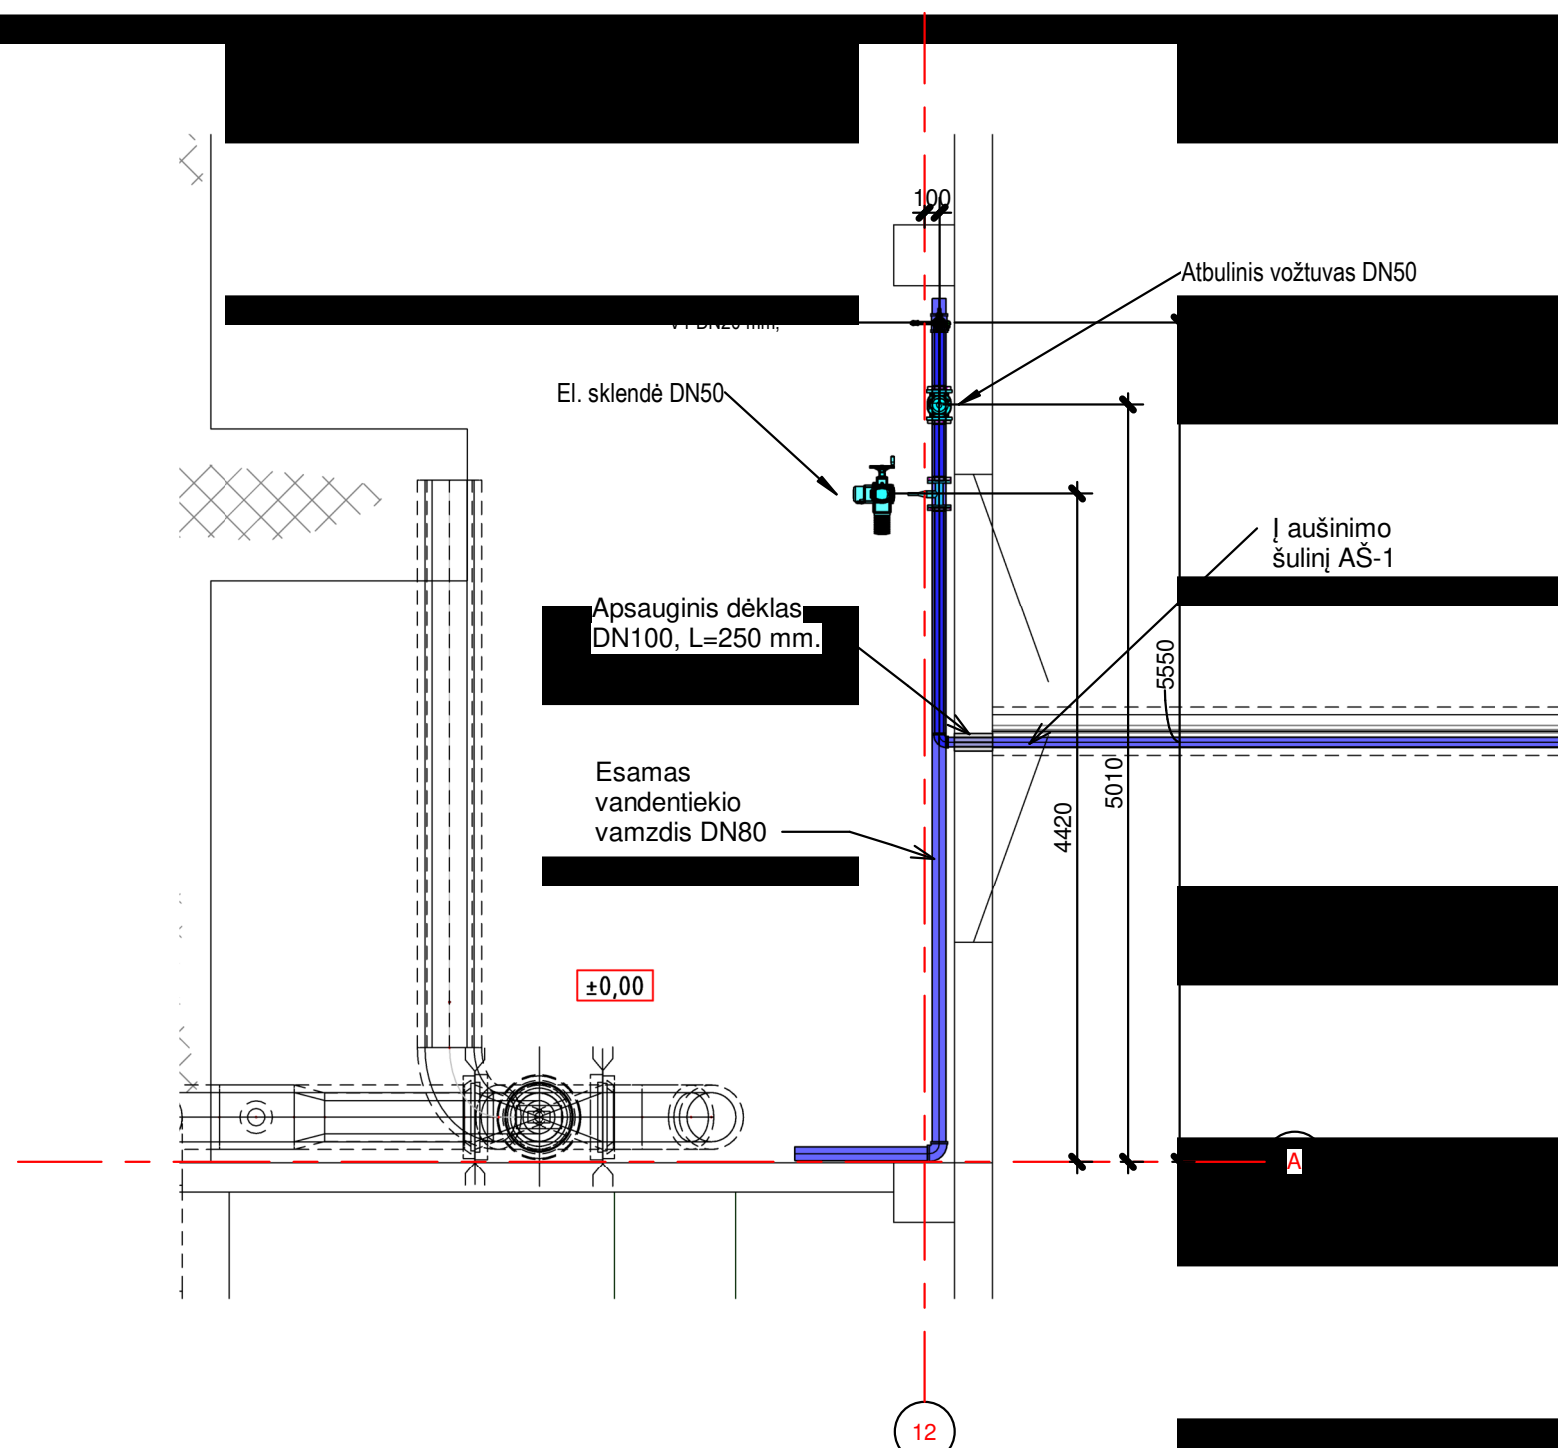 100
Atbulinis vožtuvas DN50
El. sklendė DN50
Į aušinimo
šulinį AŠ-1
Apsauginis dėklas
DN100, L=250 mm.
5550
5010
4420
Esamas
vandentiekio
vamzdis DN80
±0,00
A
12